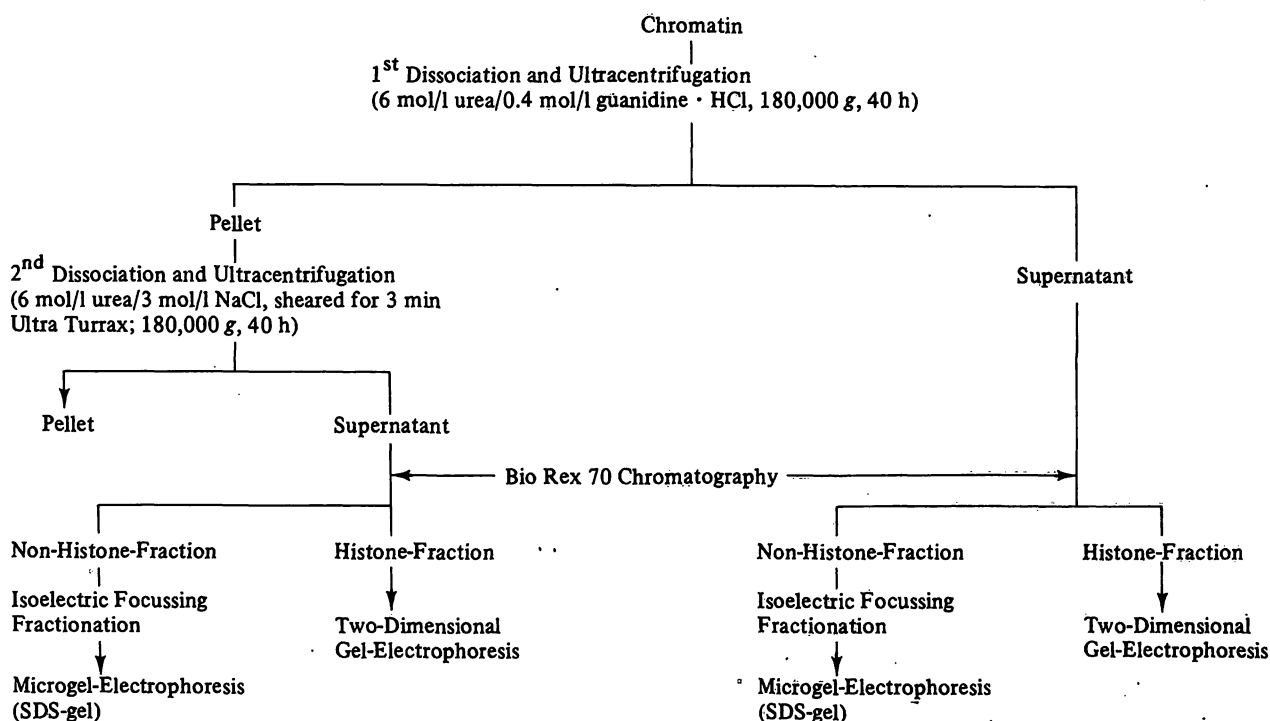 Chromatin
1st Dissociation and Ultracentrifugation
(6 mol/l urea/0.4 mol/l guanidine · HCl, 180,000 g, 40 h)
Pellet
2nd Dissociation and Ultracentrifugation
(6 mol/l urea/3 mol/l NaCl, sheared for 3 min
Ultra Turrax; 180,000 g, 40 h)
Supernatant
Pellet
Supernatant
Bio Rex 70 Chromatography
Non-Histone-Fraction
Histone-Fraction
Non-Histone-Fraction
Histone-Fraction
Isoelectric Focussing
Fractionation
Two-Dimensional
Gel-Electrophoresis
Isoelectric Focussing
Fractionation
Two-Dimensional
Gel-Electrophoresis
Microgel-Electrophoresis
(SDS-gel)
Microgel-Electrophoresis
(SDS-gel)